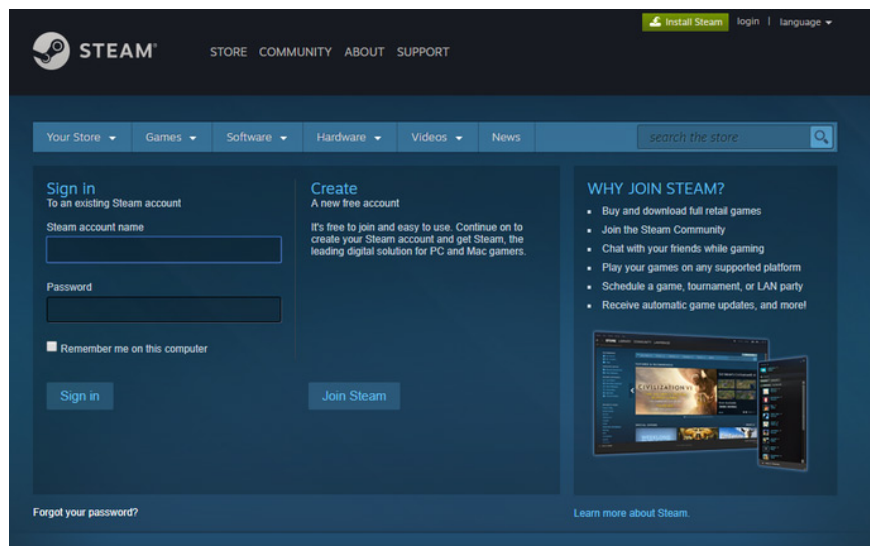 Install Steam login | language
STEAM®
STORE COMMUNITY ABOUT SUPPORT
Your Store Games Software Hardware Videos News search the store
Sign in
To an existing Steam account
Steam account name
Password
Remember me on this computer
Sign in
Create
A new free account
It's free to join and easy to use. Continue on to
create your Steam account and get Steam, the
leading digital solution for PC and Mac gamers.
Join Steam
WHY JOIN STEAM?
Buy and download full retail games
Join the Steam Community
Chat with your friends while gaming
Play your games on any supported platform
Schedule a game, tournament, or LAN party
Receive automatic game updates, and more!
CIVILIZATION VI
Forgot your password?
Learn more about Steam.